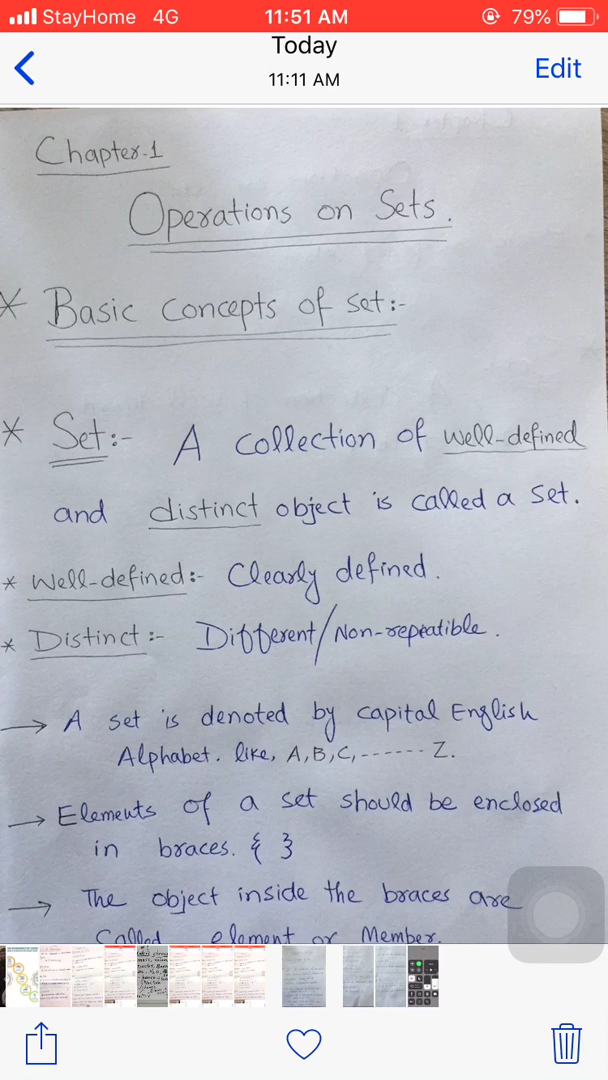 StayHome 4G 11:51 AM 79%
Today
11:11 AM
Edit
Chapter-1
Operations on Sets.
* Basic concepts of set:-
* Set:- A collection of well-defined
and distinct object is called a set.
* Well-defined:- Clearly defined.
* Distinct:- Different/Non-repeatible.
→ A set is denoted by capital English
Alphabet. like, A,B,C,------ Z.
→ Elements of a set should be enclosed
in braces. { }
→ The object inside the braces are
Called element or Member.